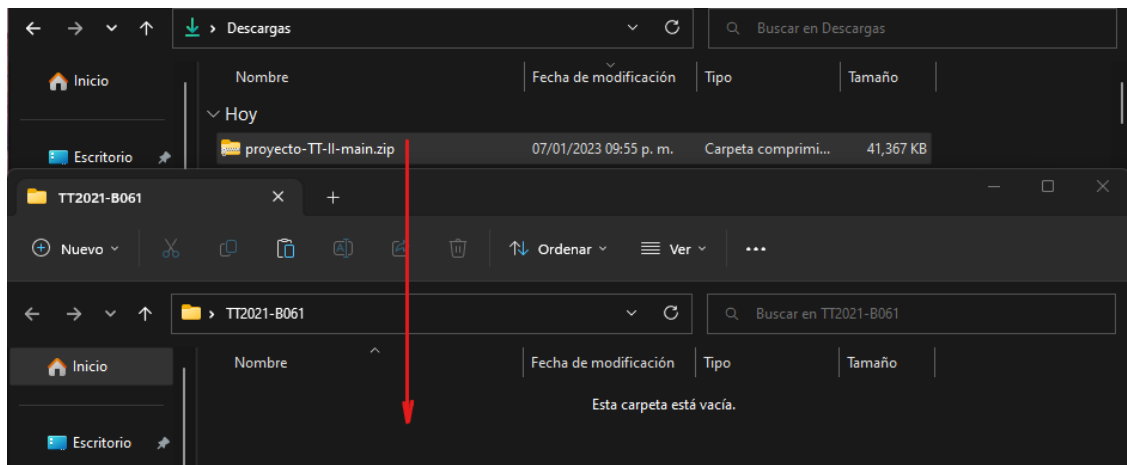 Descargas
Buscar en Descargas
Inicio
Nombre
Fecha de modificación
Tipo
Tamaño
Hoy
Escritorio
proyecto-TT-II-main.zip
07/01/2023 09:55 p. m.
Carpeta comprimi...
41,367 KB
TT2021-B061
Nuevo
Ordenar
Ver
TT2021-B061
Buscar en TT2021-B061
Inicio
Nombre
Fecha de modificación
Tipo
Tamaño
Esta carpeta está vacía.
Escritorio